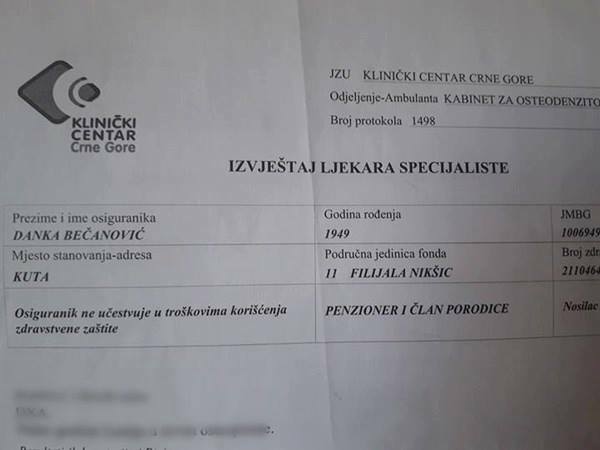 KLINIČKI
CENTAR
Crne Gore
JZU KLINIČKI CENTAR CRNE GORE
Odjeljenje-Ambulanta KABINET ZA OSTEODENZITO
Broj protokola 1498
IZVJEŠTAJ LJEKARA SPECIJALISTE
Prezime i ime osiguranika
DANKA BEČANOVIĆ
Godina rođenja
1949
JMBG
1006949
Mjesto stanovanja-adresa
KUTA
Područna jedinica fonda
11 FILIJALA NIKŠIC
Broj zdr
2110464
Osiguranik ne učestvuje u troškovima korišćenja
zdravstvene zaštite
PENZIONER I ČLAN PORODICE
Nosilac